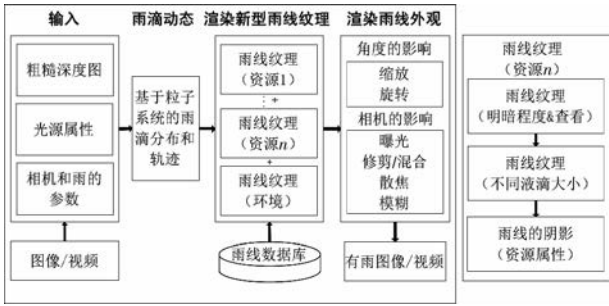 输入
粗糙深度图
光源属性
相机和雨的
参数
图像/视频
雨滴动态
基于粒子
系统的雨
滴分布和
轨迹
渲染新型雨线纹理
雨线纹理
(资源1)
⋮ +
雨线纹理
(资源n)
+
雨线纹理
(环境)
雨线数据库
渲染雨线外观
角度的影响
缩放
旋转
相机的影响
曝光
修剪/混合
散焦
模糊
有雨图像/视频
雨线纹理
(资源n)
雨线纹理
(明暗程度&查看)
雨线纹理
(不同液滴大小)
雨线的阴影
(资源属性)